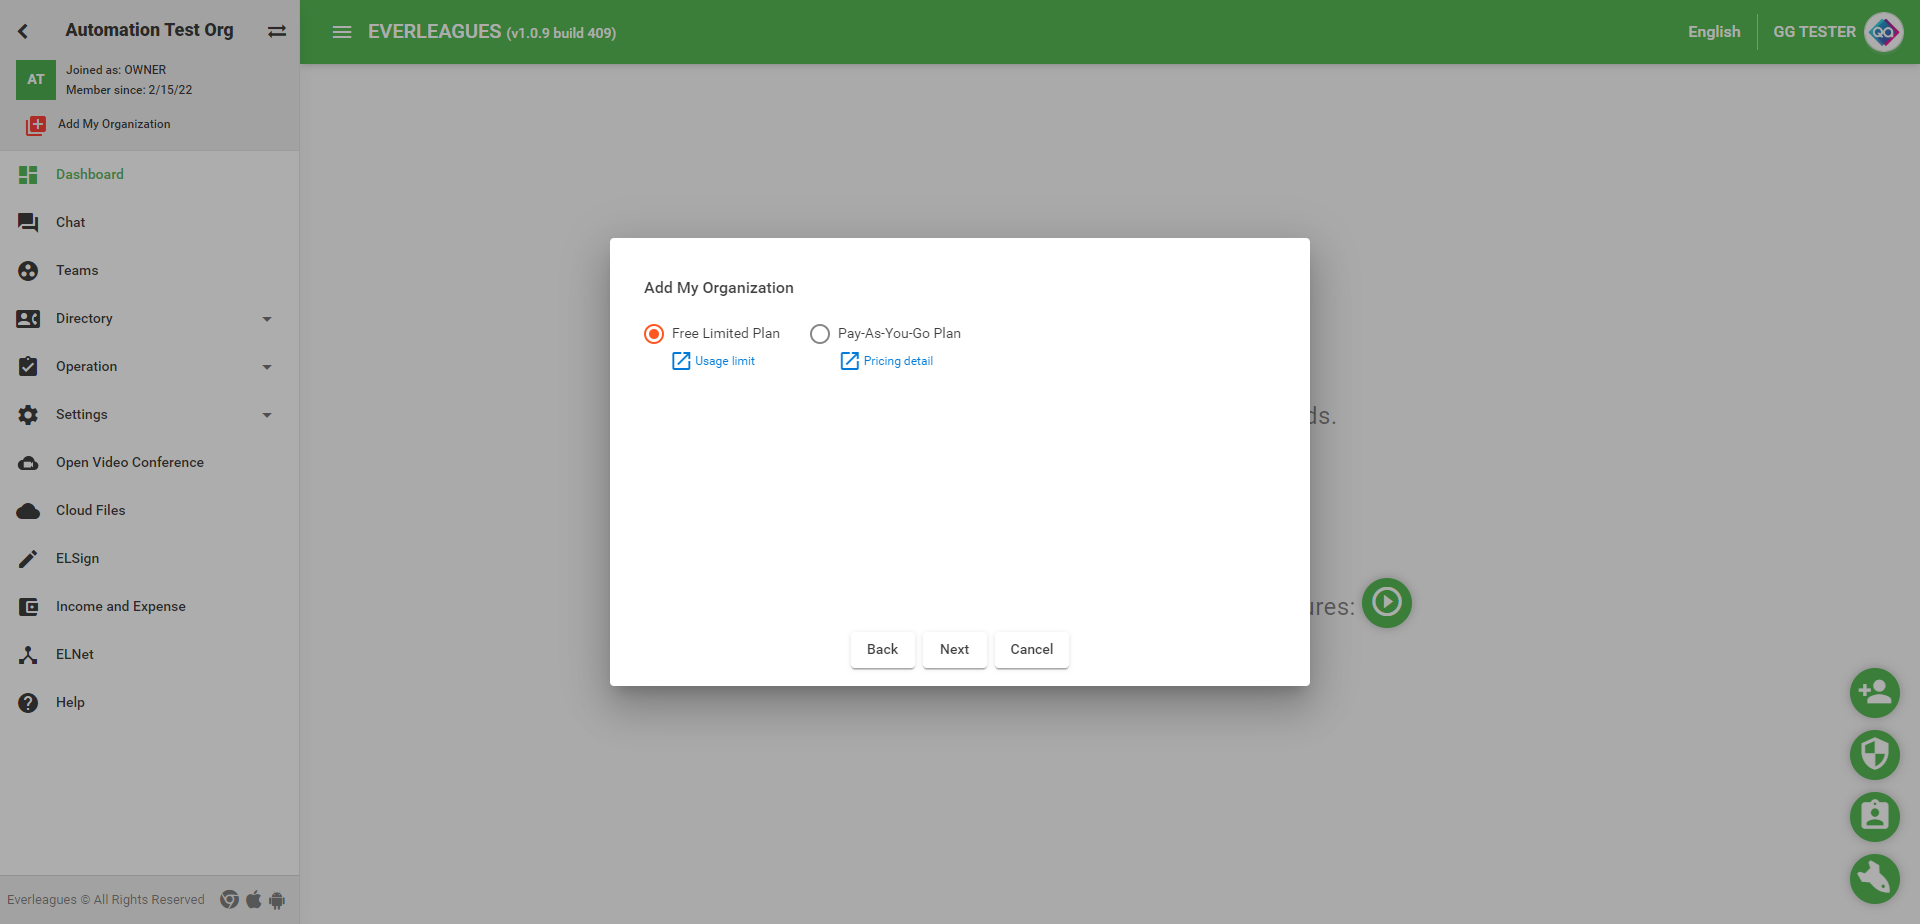 Automation Test Org
AT
Joined as: OWNER
Member since: 2/15/22
Add My Organization
Dashboard
Chat
Teams
Directory
Operation
Settings
Open Video Conference
Cloud Files
ELSign
Income and Expense
ELNet
Help
Everleagues © All Rights Reserved
EVERLEAGUES (v1.0.9 build 409)
English
GG TESTER
QA
ds.
ures:
Add My Organization
Free Limited Plan
Pay-As-You-Go Plan
Usage limit
Pricing detail
Back
Next
Cancel